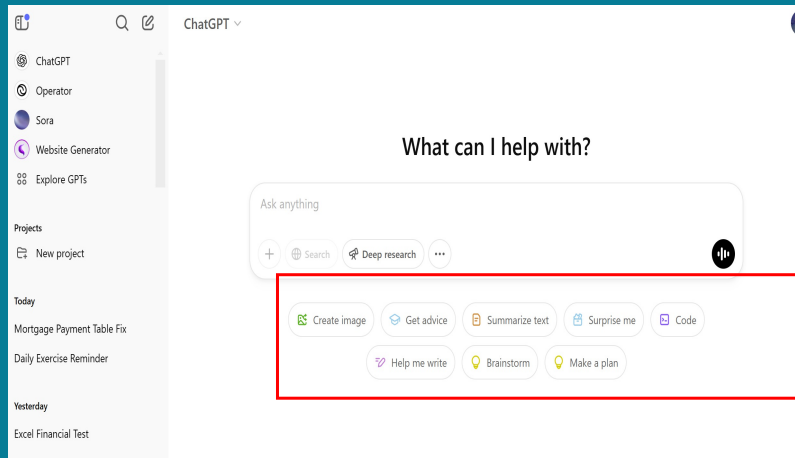 ChatGPT
ChatGPT
Operator
Sora
Website Generator
Explore GPTs
Projects
New project
Today
Mortgage Payment Table Fix
Daily Exercise Reminder
Yesterday
Excel Financial Test
What can I help with?
Ask anything
Search Deep research
Create image Get advice Summarize text Surprise me Code
Help me write Brainstorm Make a plan